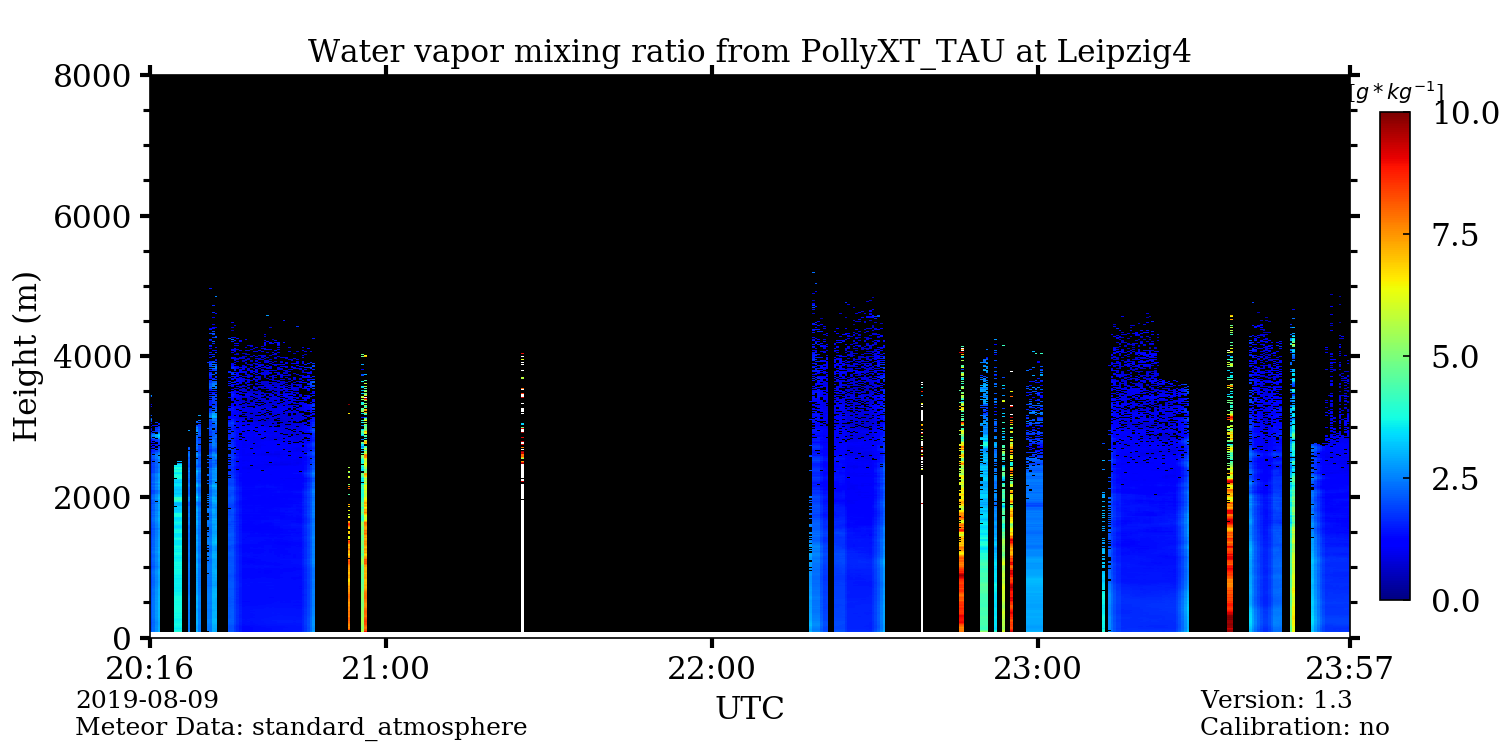 Water vapor mixing ratio from PollyXT_TAU at Leipzig4
[g*kg⁻¹]
8000
6000
4000
2000
0
Height (m)
10.0
7.5
5.0
2.5
0.0
20:16 21:00 22:00 23:00 23:57
UTC
2019-08-09
Meteor Data: standard_atmosphere
Version: 1.3
Calibration: no